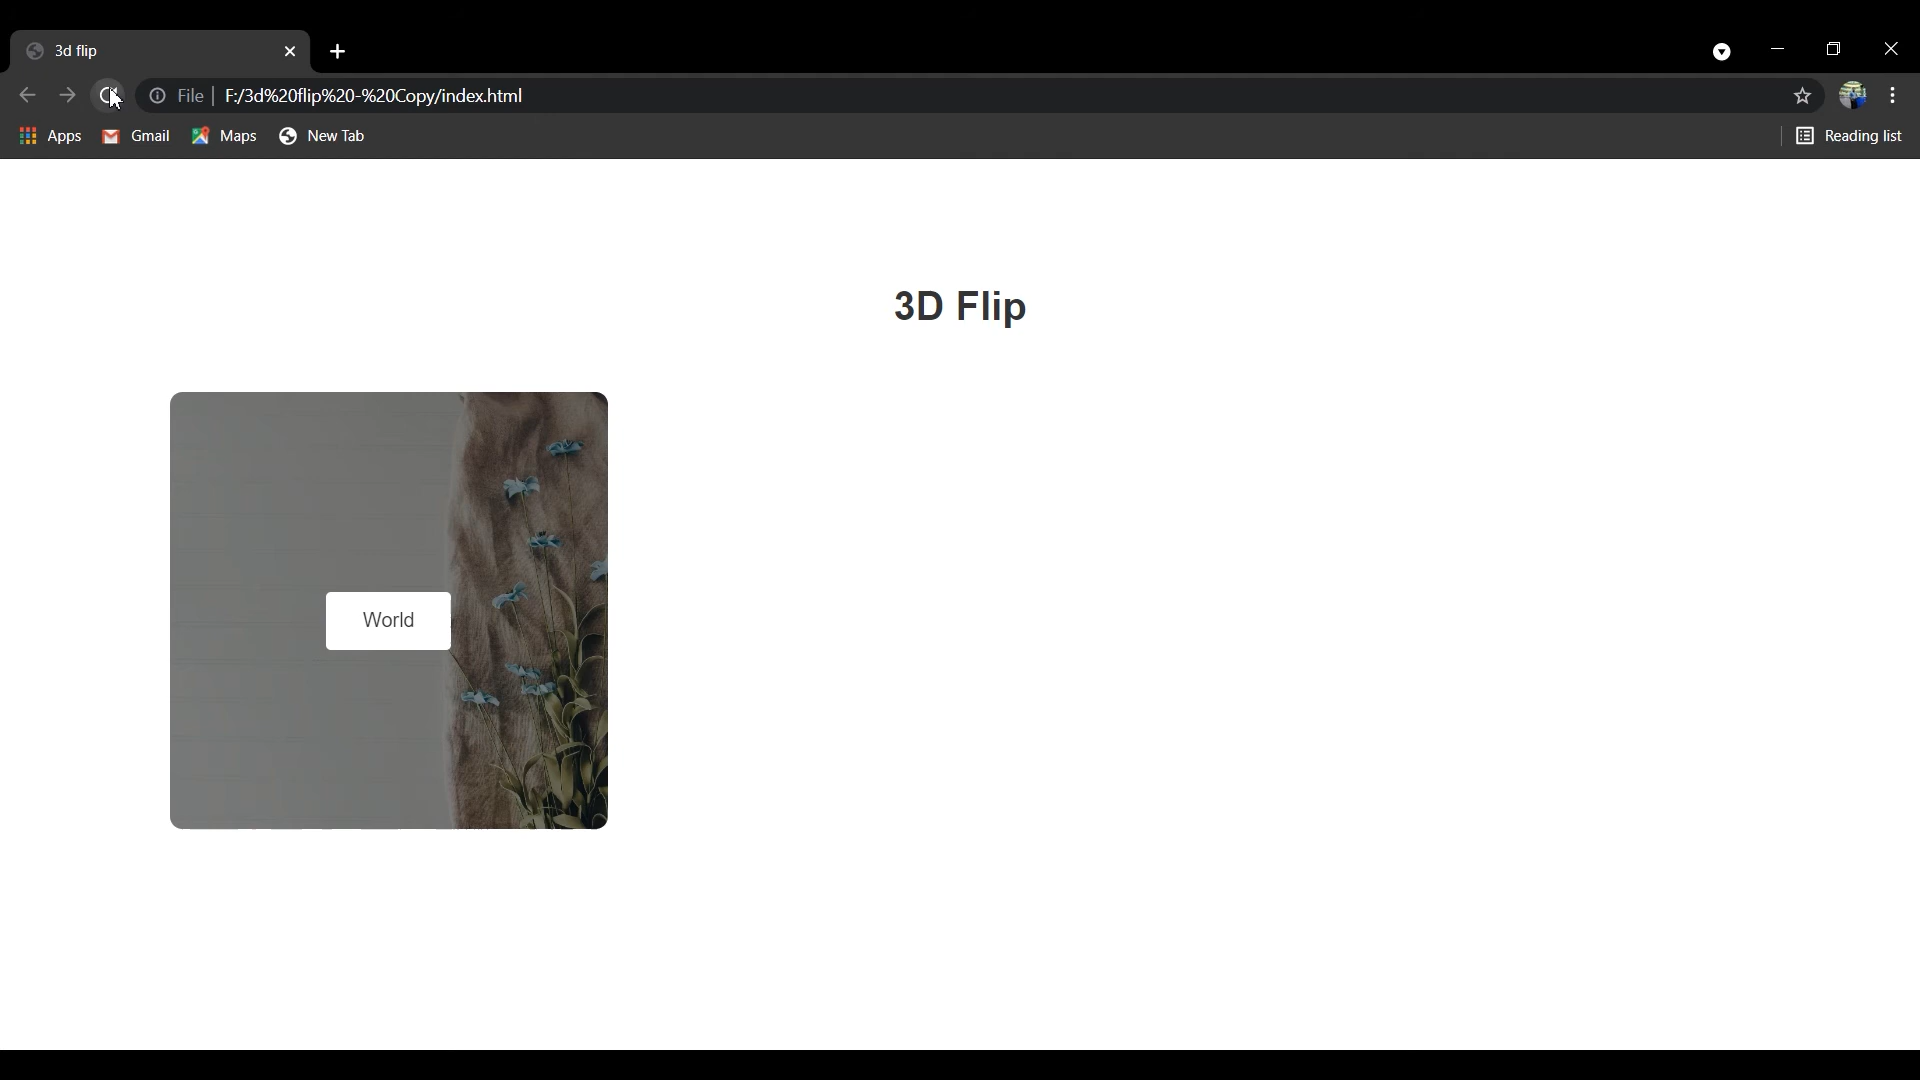 3d flip
File
F:/3d%20flip%20-%20Copy/index.html
Apps
Gmail
Maps
New Tab
Reading list
3D Flip
World